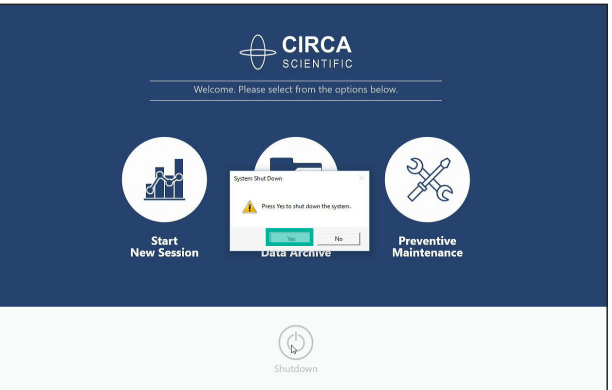 CIRCA
SCIENTIFIC
Welcome. Please select from the options below.
System Shut Down
Press Yes to shut down the system.
Yes
No
Start
New Session
Data Archive
Preventive
Maintenance
Shutdown